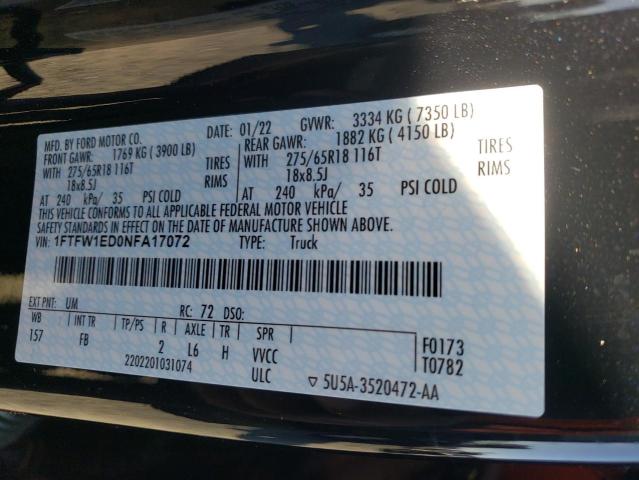 MFD. BY FORD MOTOR CO.
DATE: 01/22 GVWR: 3334 KG ( 7350 LB)
FRONT GAWR: 1769 KG ( 3900 LB)
REAR GAWR: 1882 KG ( 4150 LB)
WITH 275/65R18 116T TIRES
18x8.5J RIMS
WITH 275/65R18 116T TIRES
18x8.5J RIMS
AT 240 kPa/ 35 PSI COLD
AT 240 kPa/ 35 PSI COLD
THIS VEHICLE CONFORMS TO ALL APPLICABLE FEDERAL MOTOR VEHICLE
SAFETY STANDARDS IN EFFECT ON THE DATE OF MANUFACTURE SHOWN ABOVE.
VIN: 1FTFW1ED0NFA17072 TYPE: Truck
EXT PNT: UM RC: 72 DSO:
WB INT TR TP/PS R AXLE TR SPR
157 FB 2 L6 H VVCC
2202201031074 ULC
F0173
T0782
▽ 5U5A-3520472-AA